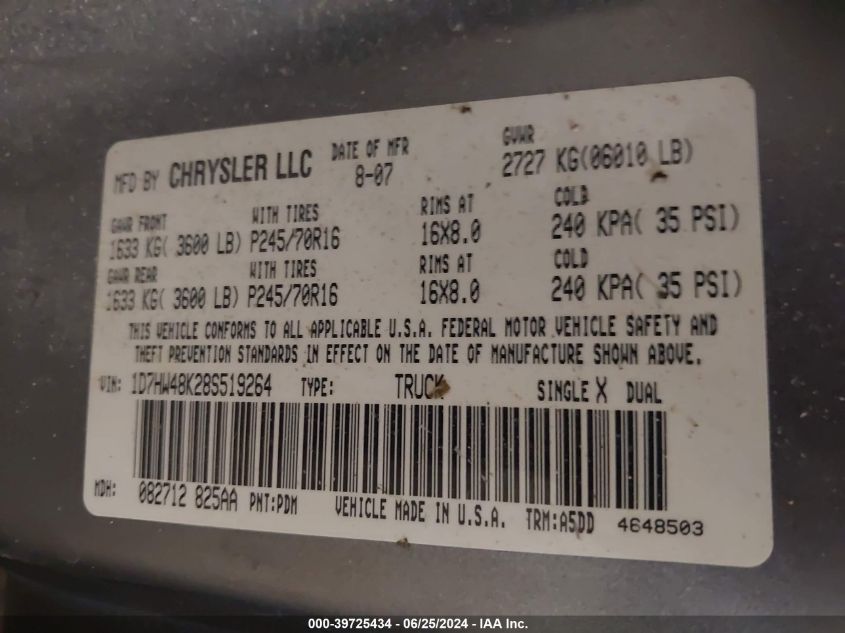 MFD BY CHRYSLER LLC DATE OF MFR GVWR
8-07 2727 KG(06010 LB)
GAWR FRONT WITH TIRES RIMS AT COLD
1633 KG( 3600 LB) P245/70R16 16X8.0 240 KPA( 35 PSI)
GAWR REAR WITH TIRES RIMS AT COLD
1633 KG( 3600 LB) P245/70R16 16X8.0 240 KPA( 35 PSI)
THIS VEHICLE CONFORMS TO ALL APPLICABLE U.S.A. FEDERAL MOTOR VEHICLE SAFETY AND
THEFT PREVENTION STANDARDS IN EFFECT ON THE DATE OF MANUFACTURE SHOWN ABOVE.
VIN: 1D7HW48K28S519264 TYPE: TRUCK SINGLE X DUAL
MDH: 082712 825AA PNT:PDM VEHICLE MADE IN U.S.A. TRM:A5DD 4648503
000-39725434 - 06/25/2024 - IAA Inc.